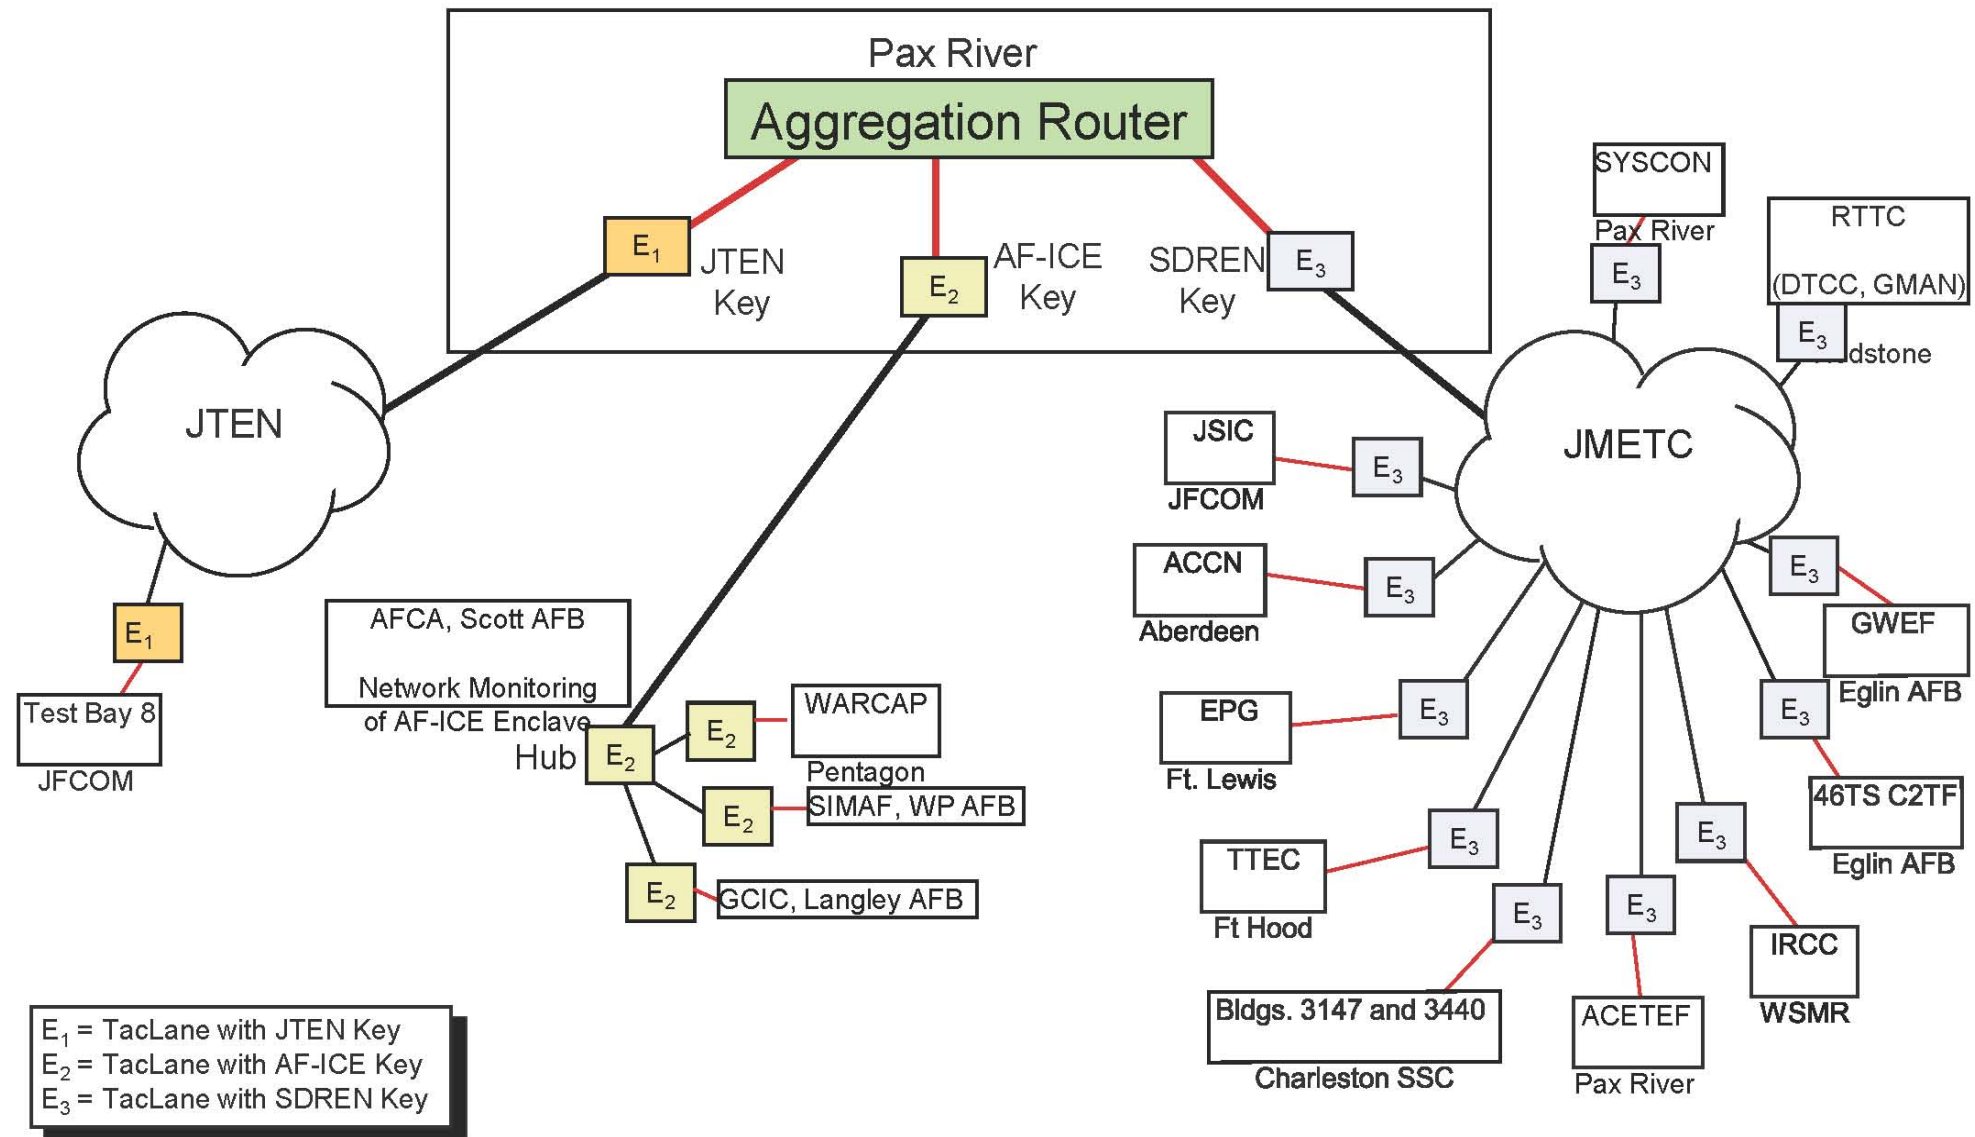 Pax River
Aggregation Router
E1
JTEN
Key
E2
AF-ICE
Key
SDREN
Key
E3
SYSCON
Pax River
E3
RTTC
(DTCC, GMAN)
E3
dstone
JTEN
JMETC
E1
Test Bay 8
JFCOM
AFCA, Scott AFB
Network Monitoring
of AF-ICE Enclave
Hub
E2
E2
WARCAP
Pentagon
E2
SIMAF, WP AFB
E2
GCIC, Langley AFB
JSIC
JFCOM
E3
ACCN
Aberdeen
E3
EPG
Ft. Lewis
E3
TTEC
Ft Hood
E3
Bldgs. 3147 and 3440
Charleston SSC
E3
E3
ACETEF
Pax River
E3
IRCC
WSMR
E3
46TS C2TF
Eglin AFB
E3
GWEF
Eglin AFB
E1 = TacLane with JTEN Key
E2 = TacLane with AF-ICE Key
E3 = TacLane with SDREN Key